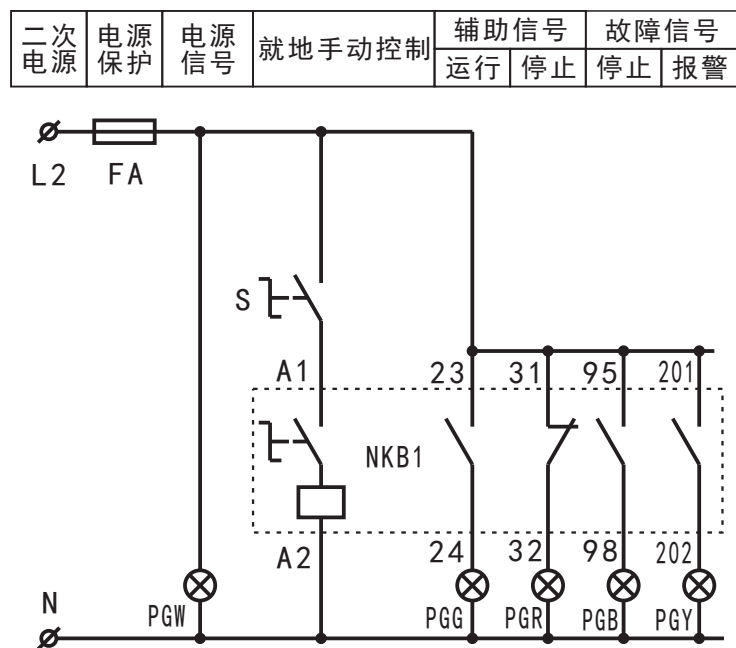 二次电源
电源保护
电源信号
就地手动控制
辅助信号
故障信号
运行
停止
停止
报警
L2
FA
S
A1
23
31
95
201
NKB1
A2
24
32
98
202
N
PGW
PGG
PGR
PGB
PGY